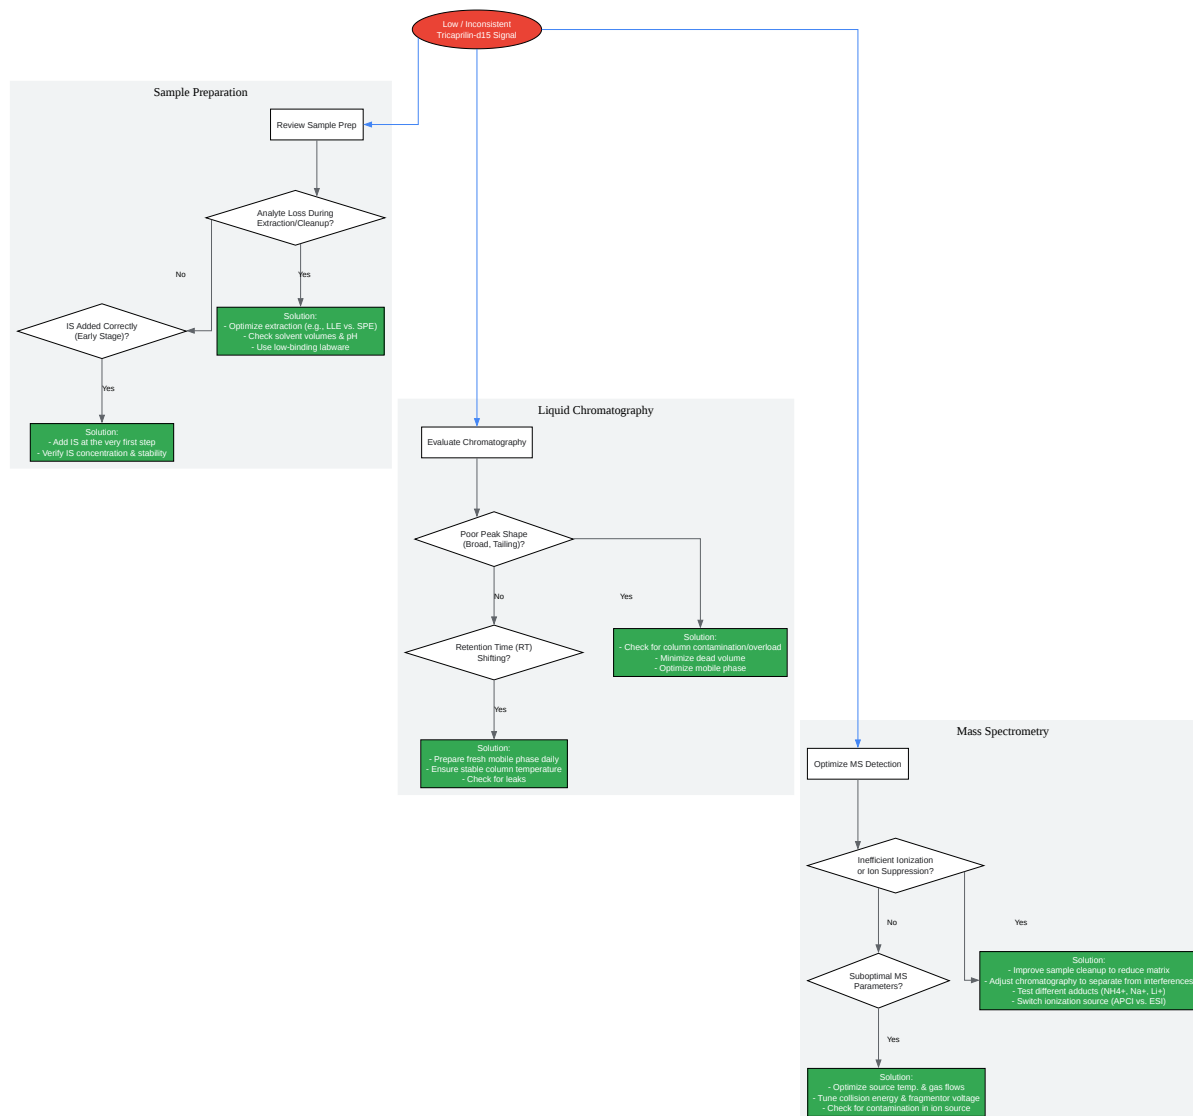 Low / Inconsistent
Tricaprilin-d15 Signal
Sample Preparation
Review Sample Prep
Analyte Loss During
Extraction/Cleanup?
No
Yes
IS Added Correctly
(Early Stage)?
Solution:
- Optimize extraction (e.g., LLE vs. SPE)
- Check solvent volumes & pH
- Use low-binding labware
Yes
Solution:
- Add IS at the very first step
- Verify IS concentration & stability
Liquid Chromatography
Evaluate Chromatography
Poor Peak Shape
(Broad, Tailing)?
No
Yes
Retention Time (RT)
Shifting?
Solution:
- Check for column contamination/overload
- Minimize dead volume
- Optimize mobile phase
Yes
Solution:
- Prepare fresh mobile phase daily
- Ensure stable column temperature
- Check for leaks
Mass Spectrometry
Optimize MS Detection
Inefficient Ionization
or Ion Suppression?
No
Yes
Suboptimal MS
Parameters?
Solution:
- Improve sample cleanup to reduce matrix
- Adjust chromatography to separate from interferences
- Test different adducts (NH4+, Na+, Li+)
- Switch ionization source (APCI vs. ESI)
Yes
Solution:
- Optimize source temp. & gas flows
- Tune collision energy & fragmentor voltage
- Check for contamination in ion source